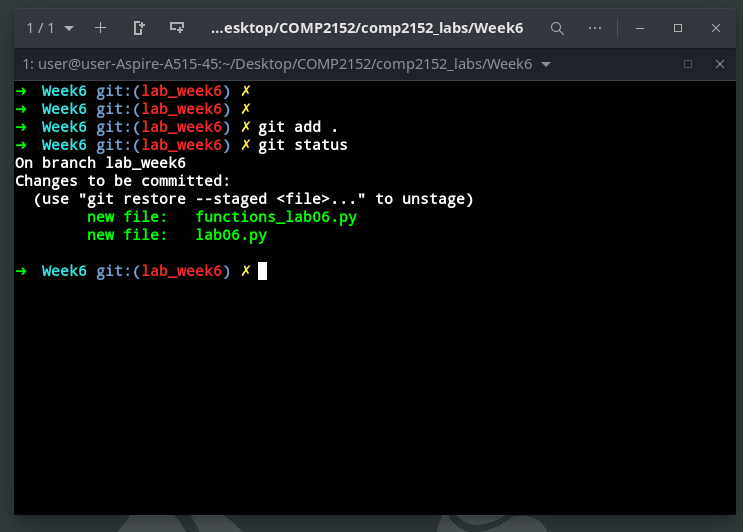 1 / 1 ...esktop/COMP2152/comp2152_labs/Week6
1: user@user-Aspire-A515-45:~/Desktop/COMP2152/comp2152_labs/Week6
→ Week6 git:(lab_week6) ✗
→ Week6 git:(lab_week6) ✗
→ Week6 git:(lab_week6) ✗ git add .
→ Week6 git:(lab_week6) ✗ git status
On branch lab_week6
Changes to be committed:
  (use "git restore --staged <file>..." to unstage)
        new file:   functions_lab06.py
        new file:   lab06.py
→ Week6 git:(lab_week6) ✗